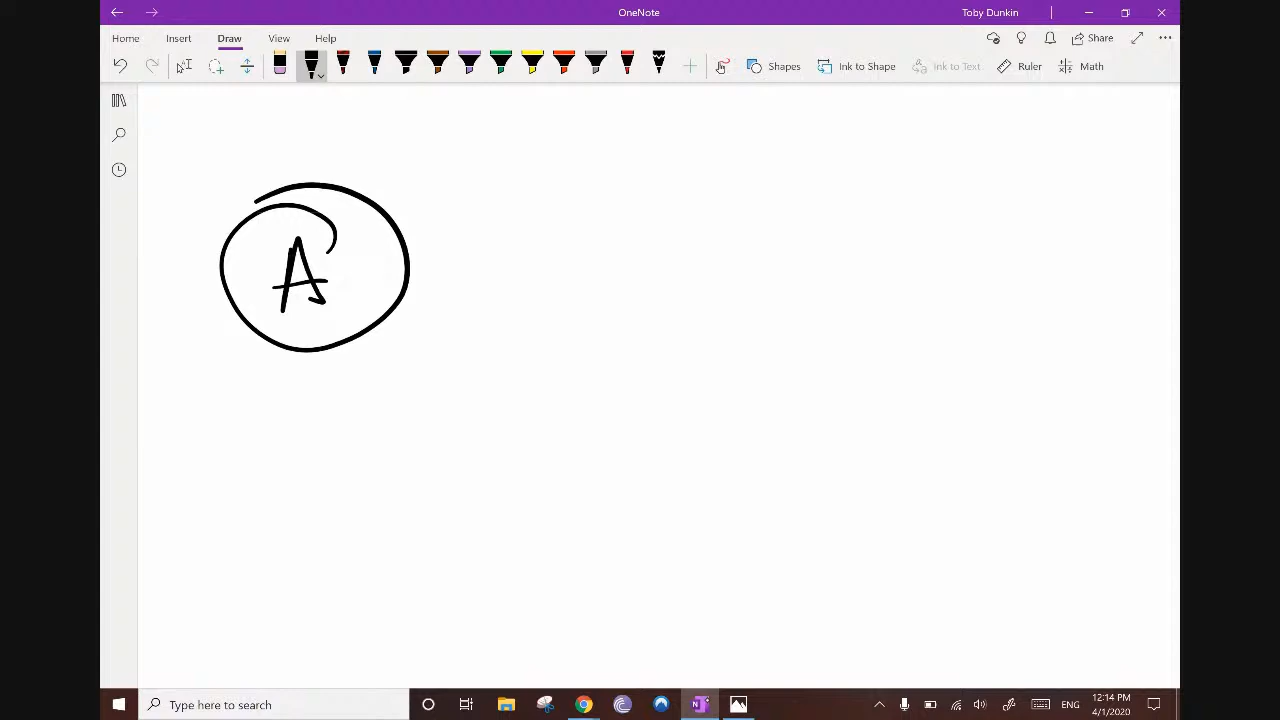 OneNote
Toby Dunkin
Home Insert Draw View Help
Share
Shapes Ink to Shape Ink to Text Ruler Math
A
Type here to search
ENG
12:14 PM
4/1/2020